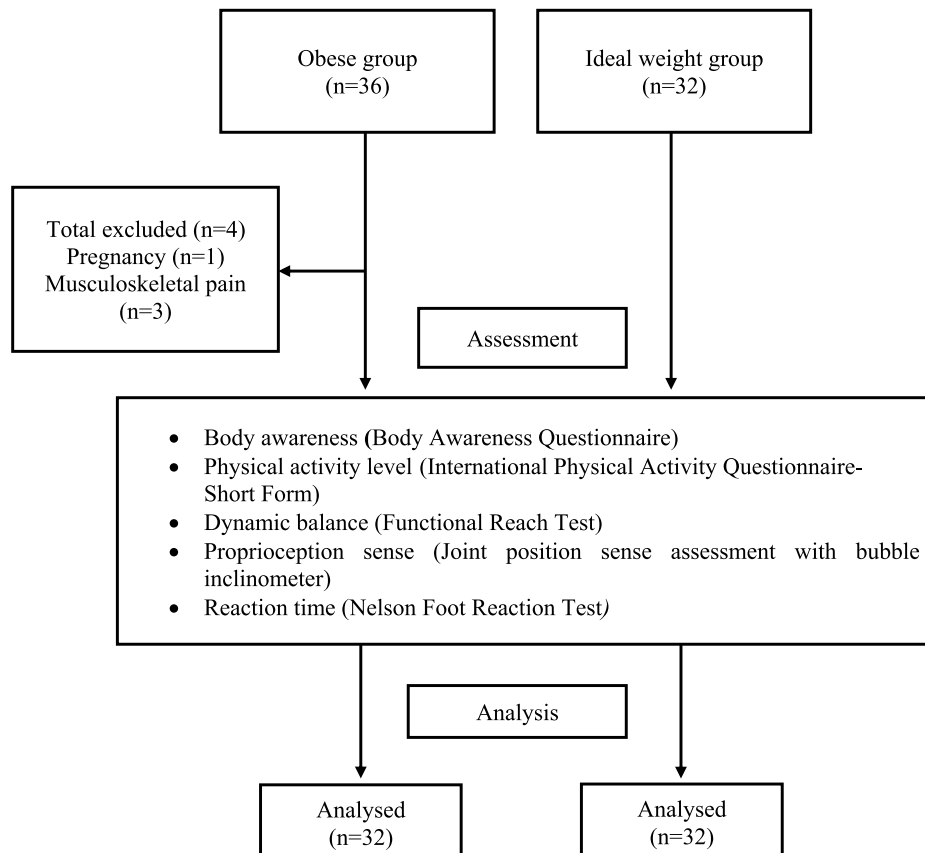 Obese group
(n=36)
Ideal weight group
(n=32)
Total excluded (n=4)
Pregnancy (n=1)
Musculoskeletal pain
(n=3)
Assessment
• Body awareness (Body Awareness Questionnaire)
• Physical activity level (International Physical Activity Questionnaire-
Short Form)
• Dynamic balance (Functional Reach Test)
• Proprioception sense (Joint position sense assessment with bubble
inclinometer)
• Reaction time (Nelson Foot Reaction Test)
Analysis
Analysed
(n=32)
Analysed
(n=32)